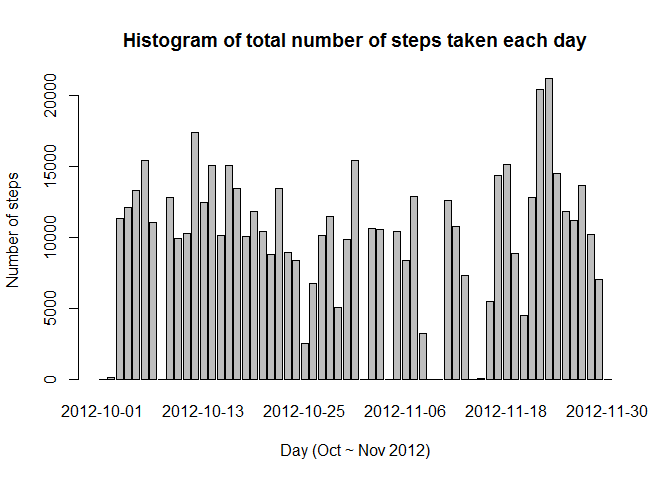 Histogram of total number of steps taken each day
Number of steps
20000
15000
10000
5000
0
2012-10-01 2012-10-13 2012-10-25 2012-11-06 2012-11-18 2012-11-30
Day (Oct ~ Nov 2012)